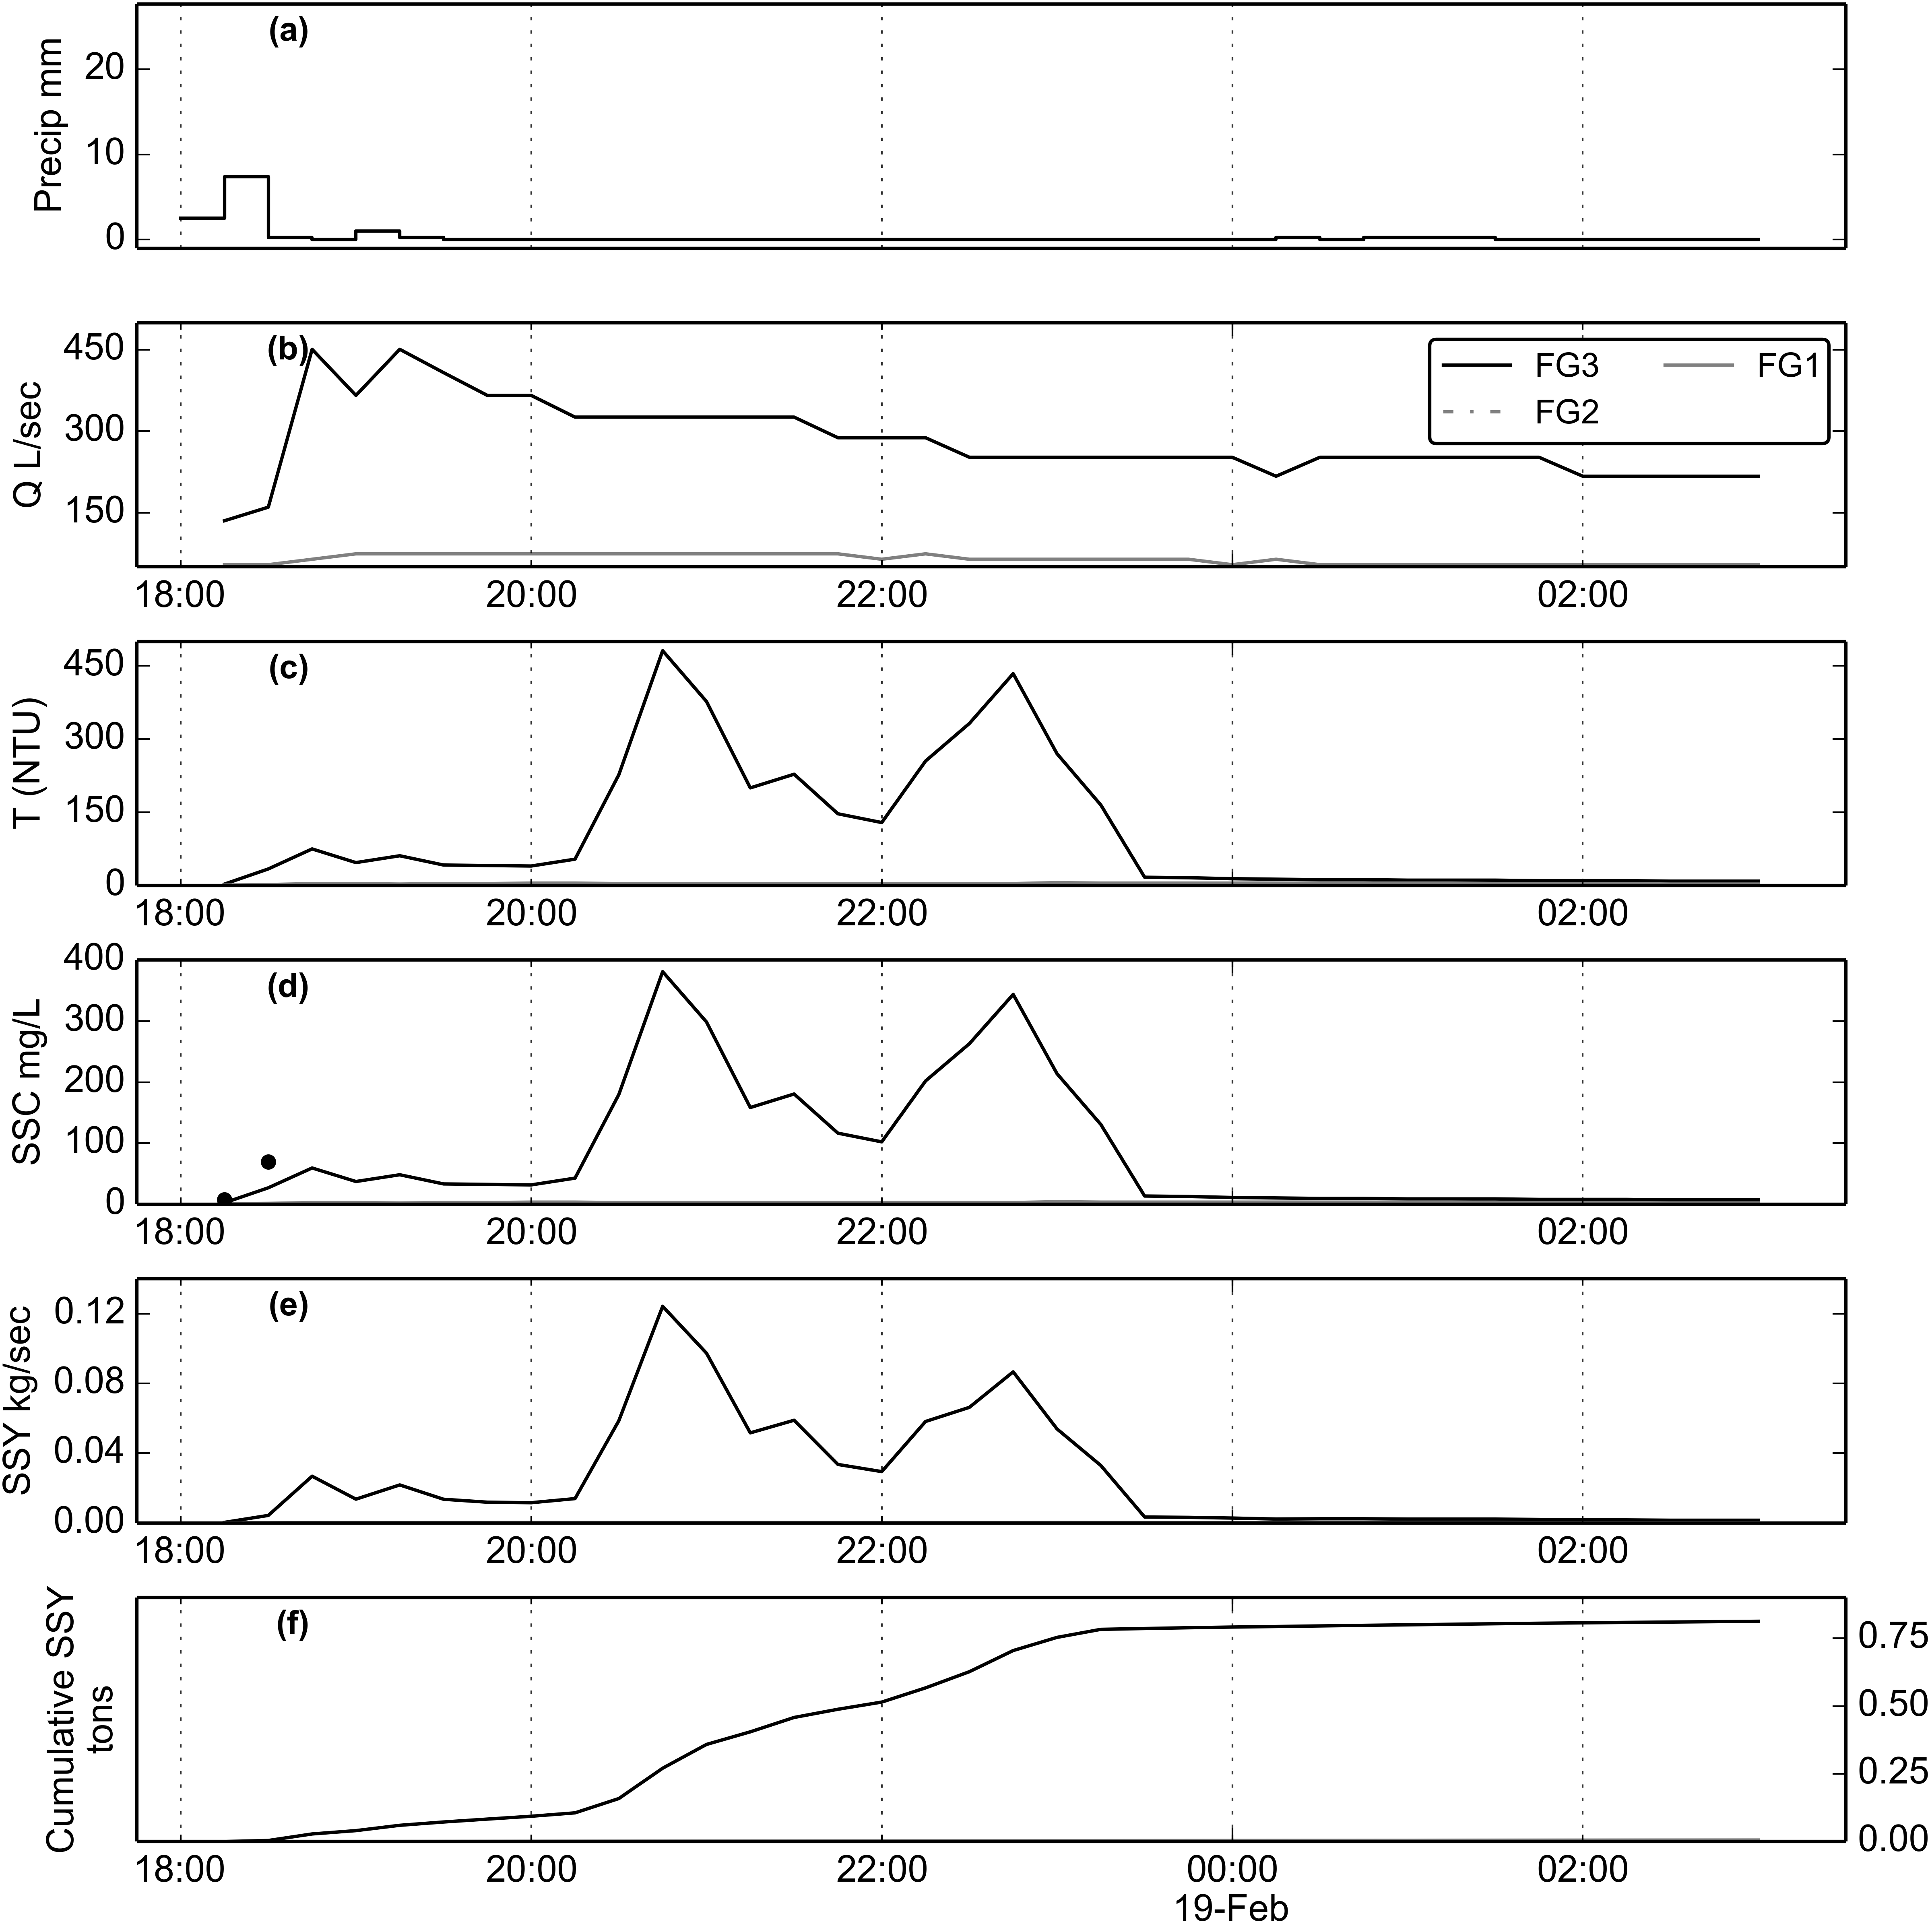 (a)
Precip mm
20
10
0
(b)
Q L/sec
450
300
150
FG3 FG1
FG2
18:00 20:00 22:00 02:00
(c)
T (NTU)
450
300
150
0
18:00 20:00 22:00 02:00
(d)
SSC mg/L
400
300
200
100
0
18:00 20:00 22:00 02:00
(e)
SSY kg/sec
0.12
0.08
0.04
0.00
18:00 20:00 22:00 02:00
(f)
Cumulative SSY
tons
0.75
0.50
0.25
0.00
18:00 20:00 22:00 00:00 02:00
19-Feb